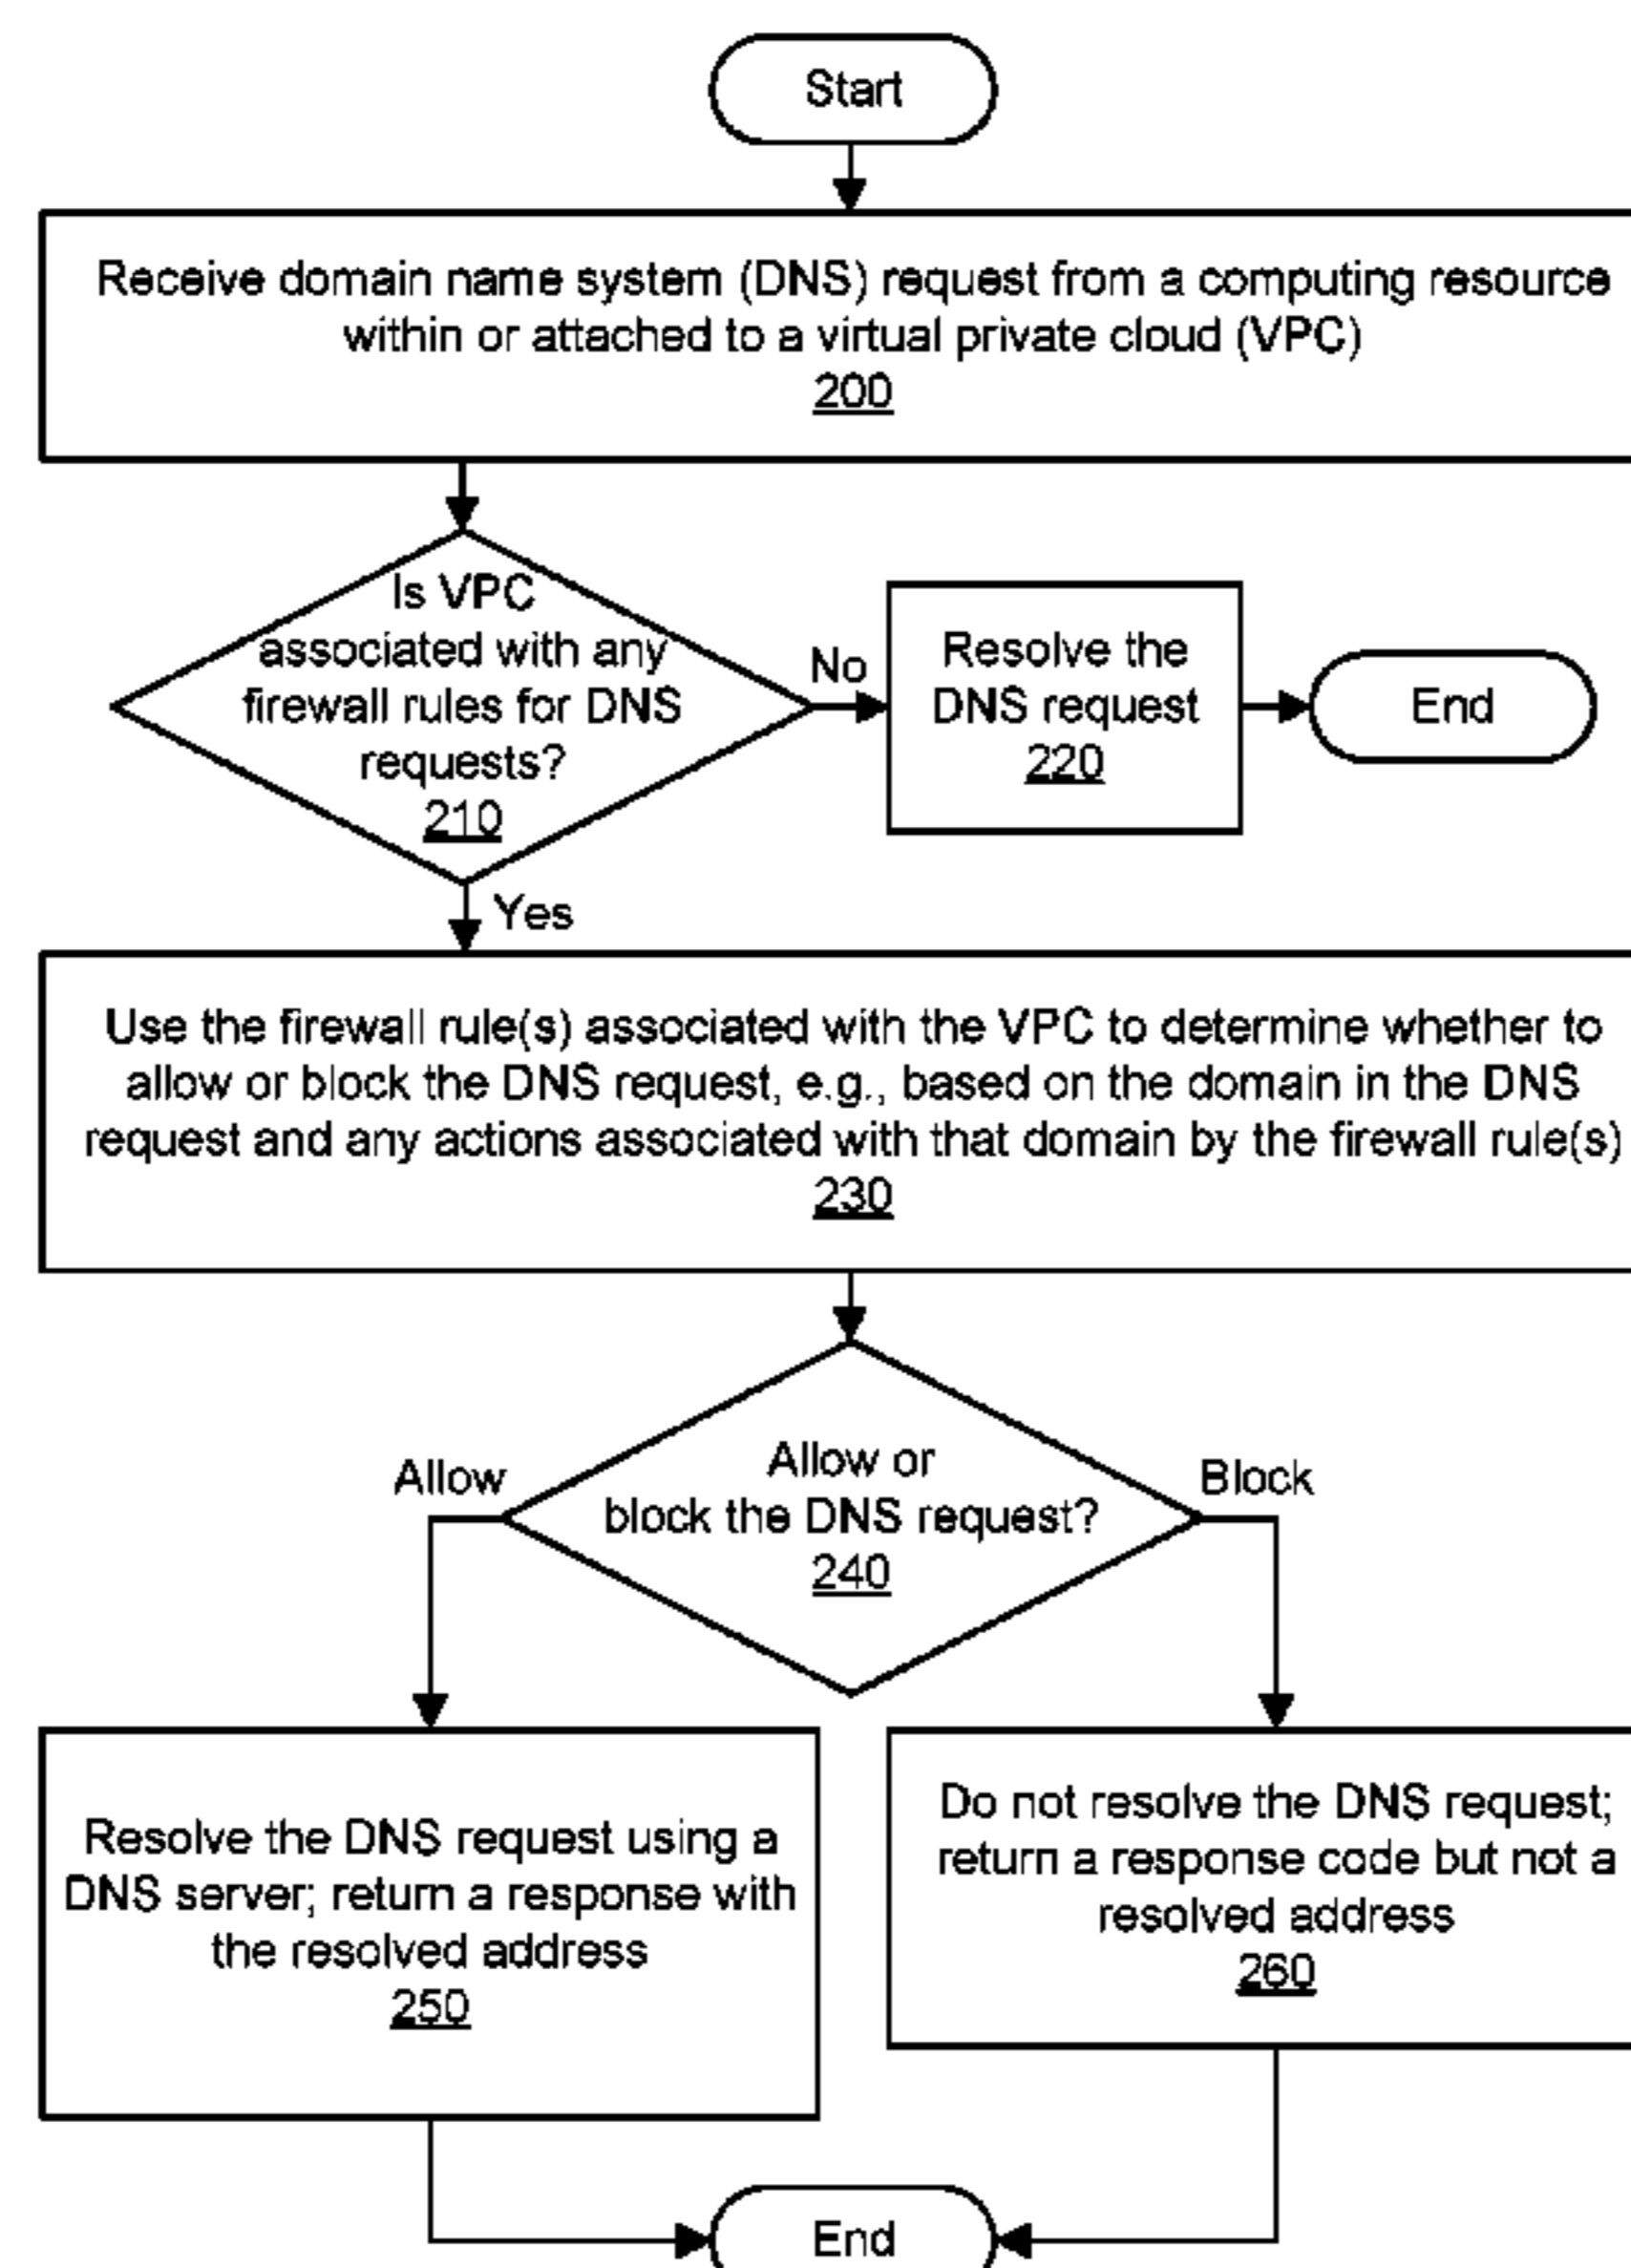 Start
Receive domain name system (DNS) request from a computing resource
within or attached to a virtual private cloud (VPC)
200
Is VPC
associated with any
firewall rules for DNS
requests?
210
No
Resolve the
DNS request
220
End
Yes
Use the firewall rule(s) associated with the VPC to determine whether to
allow or block the DNS request, e.g., based on the domain in the DNS
request and any actions associated with that domain by the firewall rule(s)
230
Allow
Allow or
block the DNS request?
240
Block
Resolve the DNS request using a
DNS server; return a response with
the resolved address
250
Do not resolve the DNS request;
return a response code but not a
resolved address
260
End